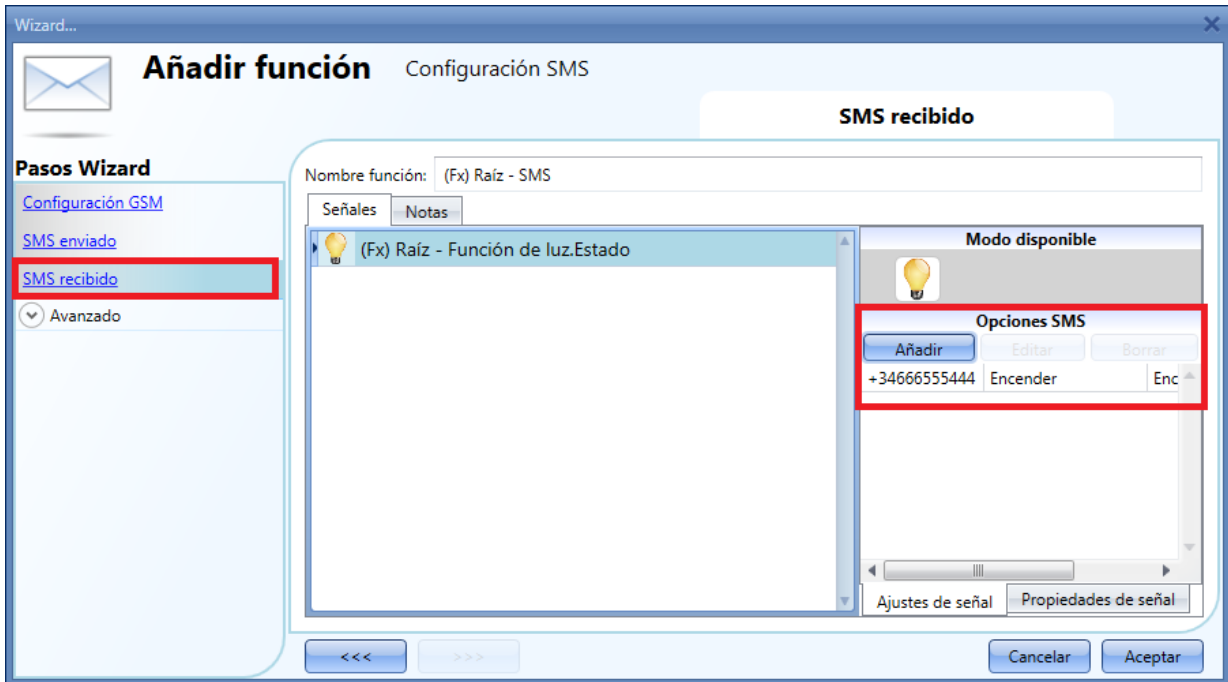 Wizard...
Añadir función Configuración SMS
SMS recibido
Pasos Wizard
Configuración GSM
SMS enviado
SMS recibido
Avanzado
Nombre función: (Fx) Raíz - SMS
Señales Notas
(Fx) Raíz - Función de luz.Estado
Modo disponible
Opciones SMS
Añadir Editar Borrar
+34666555444 Encender Enc
Ajustes de señal Propiedades de señal
<<< >>> Cancelar Aceptar